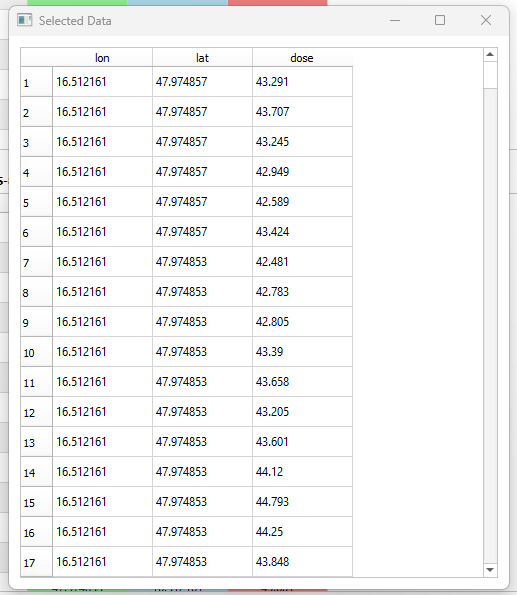 Selected Data
lon lat dose
1 16.512161 47.974857 43.291
2 16.512161 47.974857 43.707
3 16.512161 47.974857 43.245
4 16.512161 47.974857 42.949
5 16.512161 47.974857 42.589
6 16.512161 47.974857 43.424
7 16.512161 47.974853 42.481
8 16.512161 47.974853 42.783
9 16.512161 47.974853 42.805
10 16.512161 47.974853 43.39
11 16.512161 47.974853 43.658
12 16.512161 47.974853 43.205
13 16.512161 47.974853 43.601
14 16.512161 47.974853 44.12
15 16.512161 47.974853 44.793
16 16.512161 47.974853 44.25
17 16.512161 47.974853 43.848